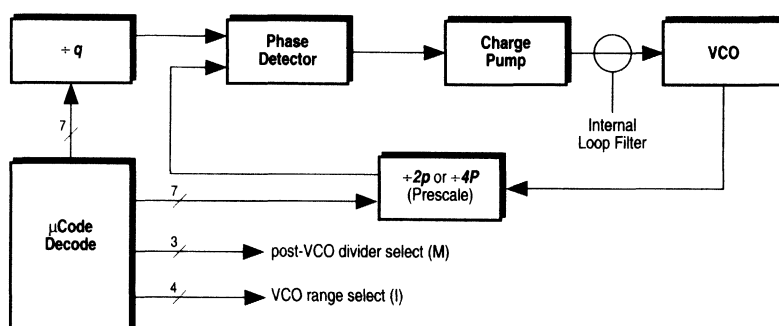 ÷ q
Phase
Detector
Charge
Pump
VCO
7
Internal
Loop Filter
÷2p or ÷4P
(Prescale)
7
μCode
Decode
3
post-VCO divider select (M)
4
VCO range select (I)